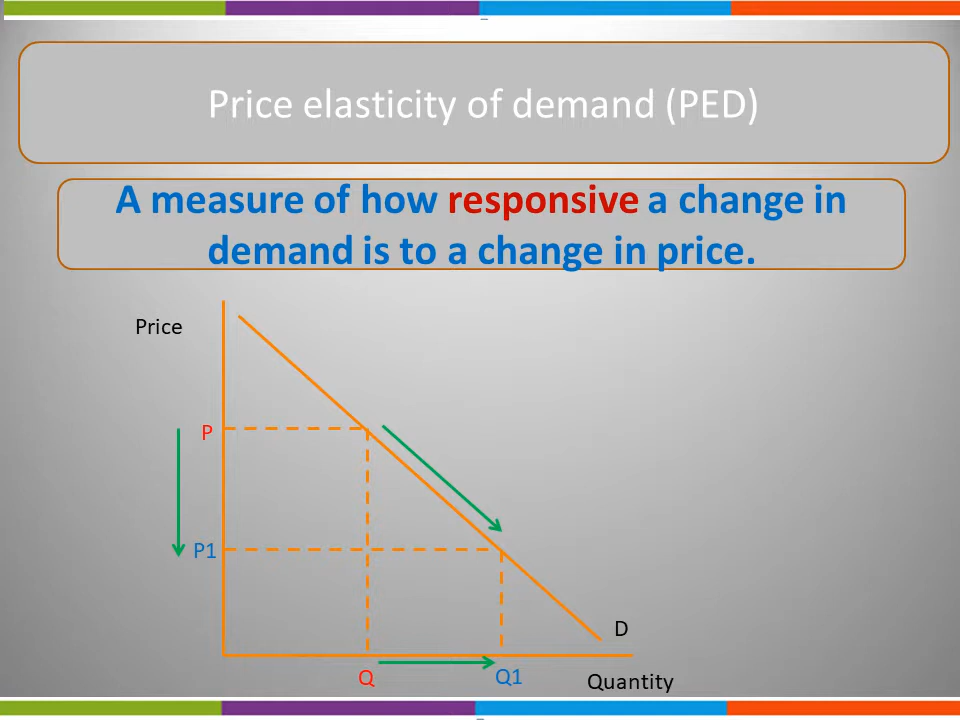 Price elasticity of demand (PED)
A measure of how responsive a change in
demand is to a change in price.
Price
P
P1
D
Q
Q1
Quantity